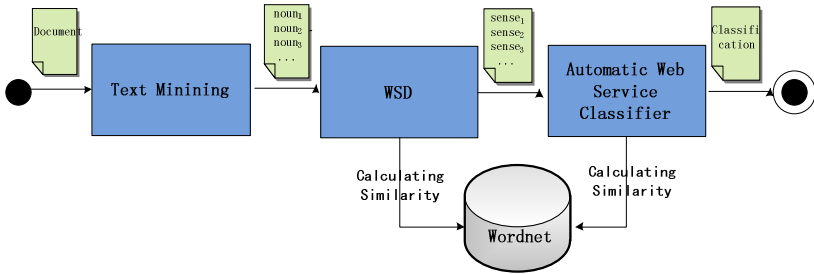 Document
noun₁
noun₂
noun₃
...
sense₁
sense₂
sense₃
...
Classifi
cation
Text Minining
WSD
Automatic Web
Service
Classifier
Calculating
Similarity
Calculating
Similarity
Wordnet